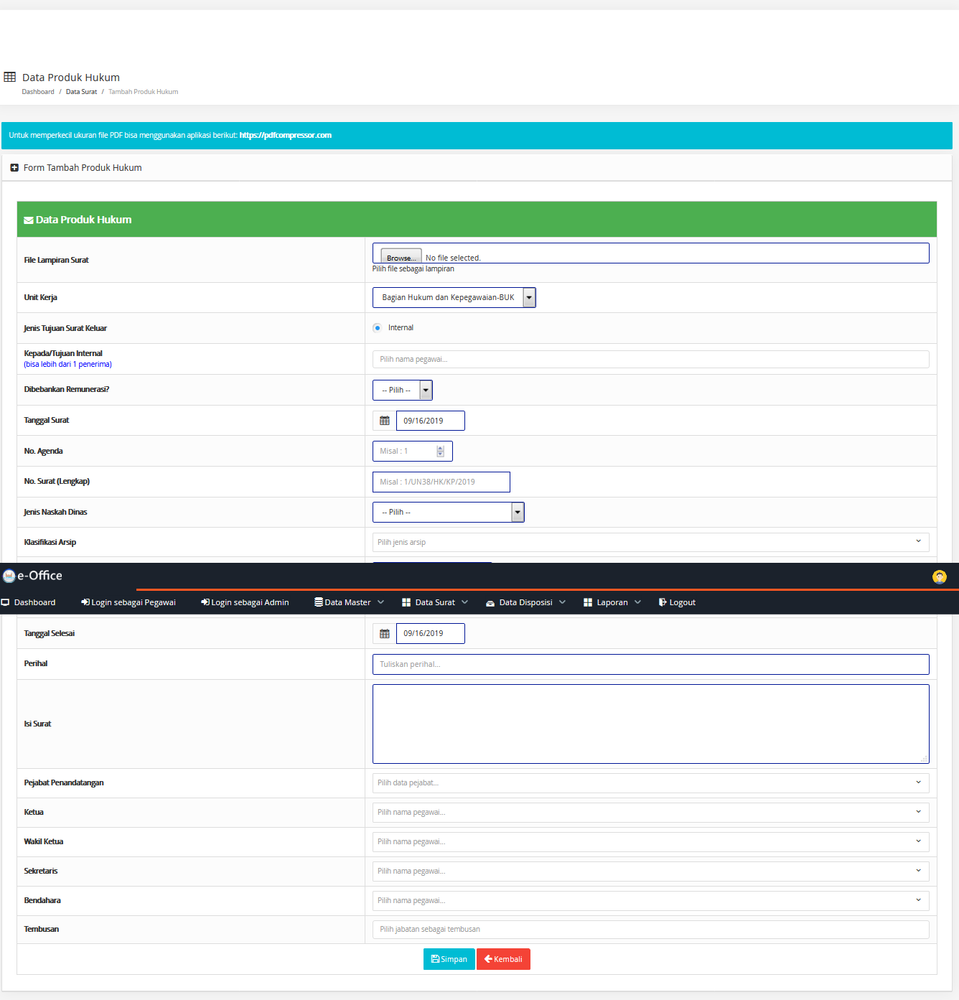 Data Produk Hukum
Dashboard / Data Surat / Tambah Produk Hukum
Untuk memperkecil ukuran file PDF bisa menggunakan aplikasi berikut: https://pdfcompressor.com
Form Tambah Produk Hukum
Data Produk Hukum
File Lampiran Surat
Browse... No file selected.
Pilih file sebagai lampiran
Unit Kerja
Bagian Hukum dan Kepegawaian-BUK
Jenis Tujuan Surat Keluar
Internal
Kepada/Tujuan Internal
(bisa lebih dari 1 penerima)
Pilih nama pegawai...
Dibebankan Remunerasi?
-- Pilih --
Tanggal Surat
09/16/2019
No. Agenda
Misal : 1
No. Surat (Lengkap)
Misal : 1/UN38/HK/KP/2019
Jenis Naskah Dinas
-- Pilih --
Klasifikasi Arsip
Pilih jenis arsip
e-Office
Dashboard Login sebagai Pegawai Login sebagai Admin Data Master Data Surat Data Disposisi Laporan Logout
Tanggal Selesai
09/16/2019
Perihal
Tuliskan perihal...
Isi Surat
Pejabat Penandatangan
Pilih data pejabat...
Ketua
Pilih nama pegawai...
Wakil Ketua
Pilih nama pegawai...
Sekretaris
Pilih nama pegawai...
Bendahara
Pilih nama pegawai...
Tembusan
Pilih jabatan sebagai tembusan
Simpan Kembali